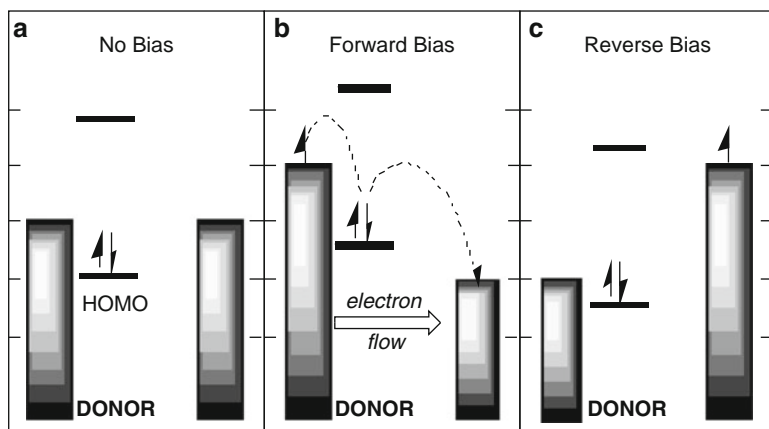 a
No Bias
HOMO
DONOR
b
Forward Bias
electron
flow
DONOR
c
Reverse Bias
DONOR